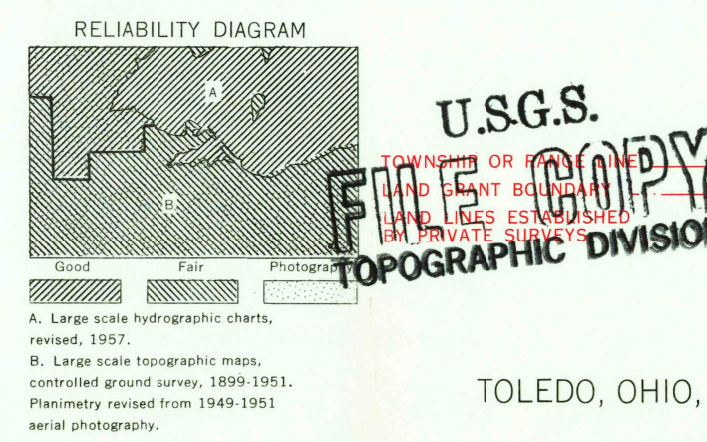 RELIABILITY DIAGRAM
A
B
Good Fair Photography
A. Large scale hydrographic charts,
revised, 1957.
B. Large scale topographic maps,
controlled ground survey, 1899-1951.
Planimetry revised from 1949-1951
aerial photography.
U.S.G.S.
FILE COPY
TOPOGRAPHIC DIVISION
TOWNSHIP OR RANGE LINE
LAND GRANT BOUNDARY
LAND LINES ESTABLISHED
BY PRIVATE SURVEYS
TOLEDO, OHIO,